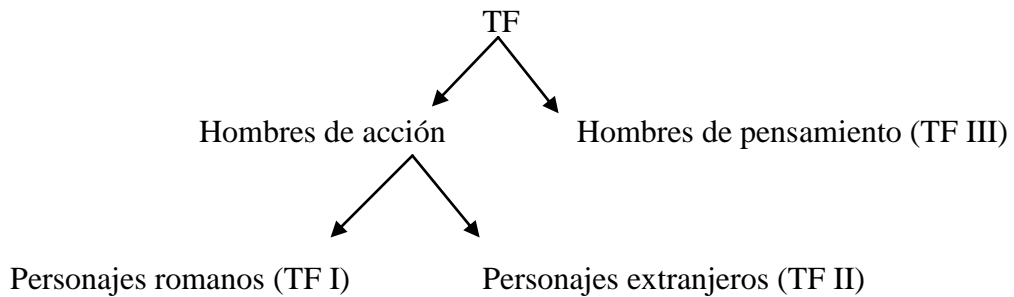 TF
Hombres de acción Hombres de pensamiento (TF III)
Personajes romanos (TF I) Personajes extranjeros (TF II)